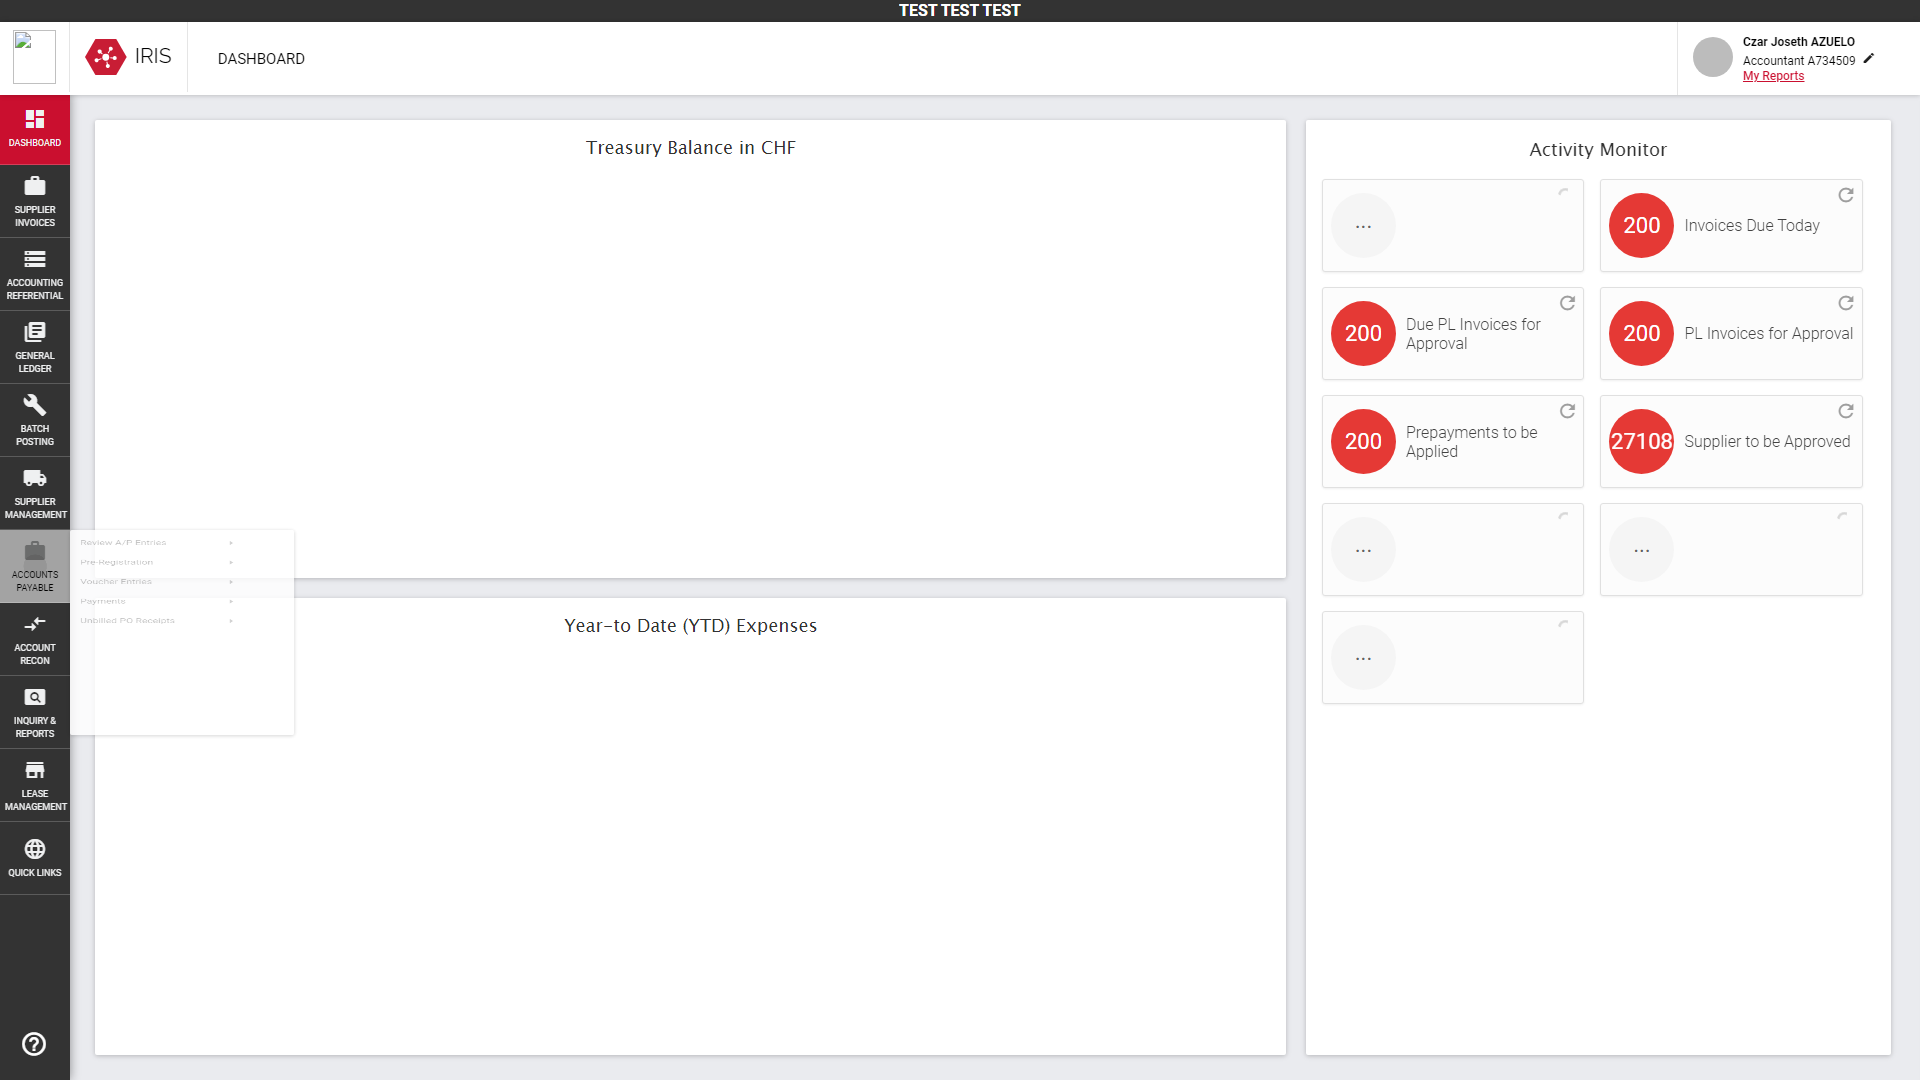 TEST TEST TEST
IRIS
DASHBOARD
Czar Joseth AZUELO
Accountant A734509
My Reports
DASHBOARD
SUPPLIER
INVOICES
ACCOUNTING
REFERENTIAL
GENERAL
LEDGER
BATCH
POSTING
SUPPLIER
MANAGEMENT
ACCOUNTS
PAYABLE
ACCOUNT
RECON
INQUIRY &
REPORTS
LEASE
MANAGEMENT
QUICK LINKS
Review A/P Entries
Pre-Registration
Voucher Entries
Payments
Unbilled PO Receipts
Treasury Balance in CHF
Year-to Date (YTD) Expenses
Activity Monitor
...
200 Invoices Due Today
200 Due PL Invoices for
Approval
200 PL Invoices for Approval
200 Prepayments to be
Applied
27108 Supplier to be Approved
...
...
...